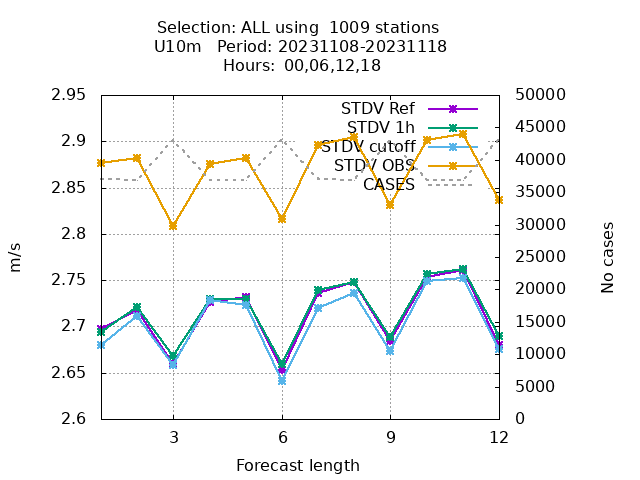 Selection: ALL using  1009 stations
U10m   Period: 20231108-20231118
Hours:  00,06,12,18
2.95
2.9
2.85
2.8
2.75
2.7
2.65
2.6
m/s
50000
45000
40000
35000
30000
25000
20000
15000
10000
5000
0
No cases
STDV Ref
STDV 1h
STDV cutoff
STDV OBS
CASES
3
6
9
12
Forecast length